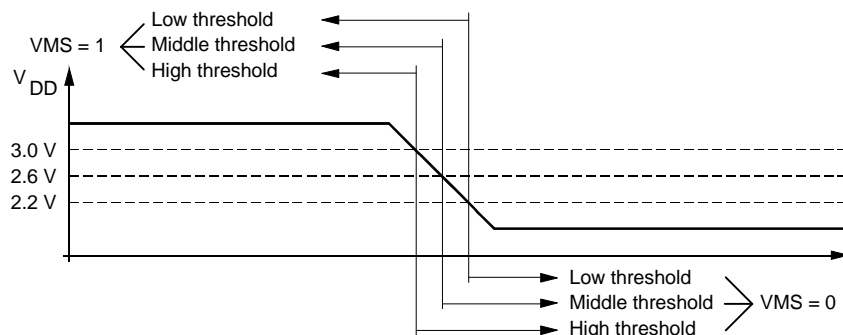 Low threshold
VMS = 1 Middle threshold
High threshold
VDD
3.0 V
2.6 V
2.2 V
Low threshold
Middle threshold VMS = 0
High threshold